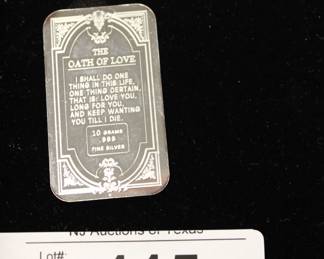 THE
OATH OF LOVE
I SHALL DO ONE
THING IN THIS LIFE,
ONE THING CERTAIN,
THAT IS: LOVE YOU,
LONG FOR YOU,
AND KEEP WANTING
YOU TILL I DIE.
10 GRAMS
999
FINE SILVER
NJ Auctions of Texas
Lot#: